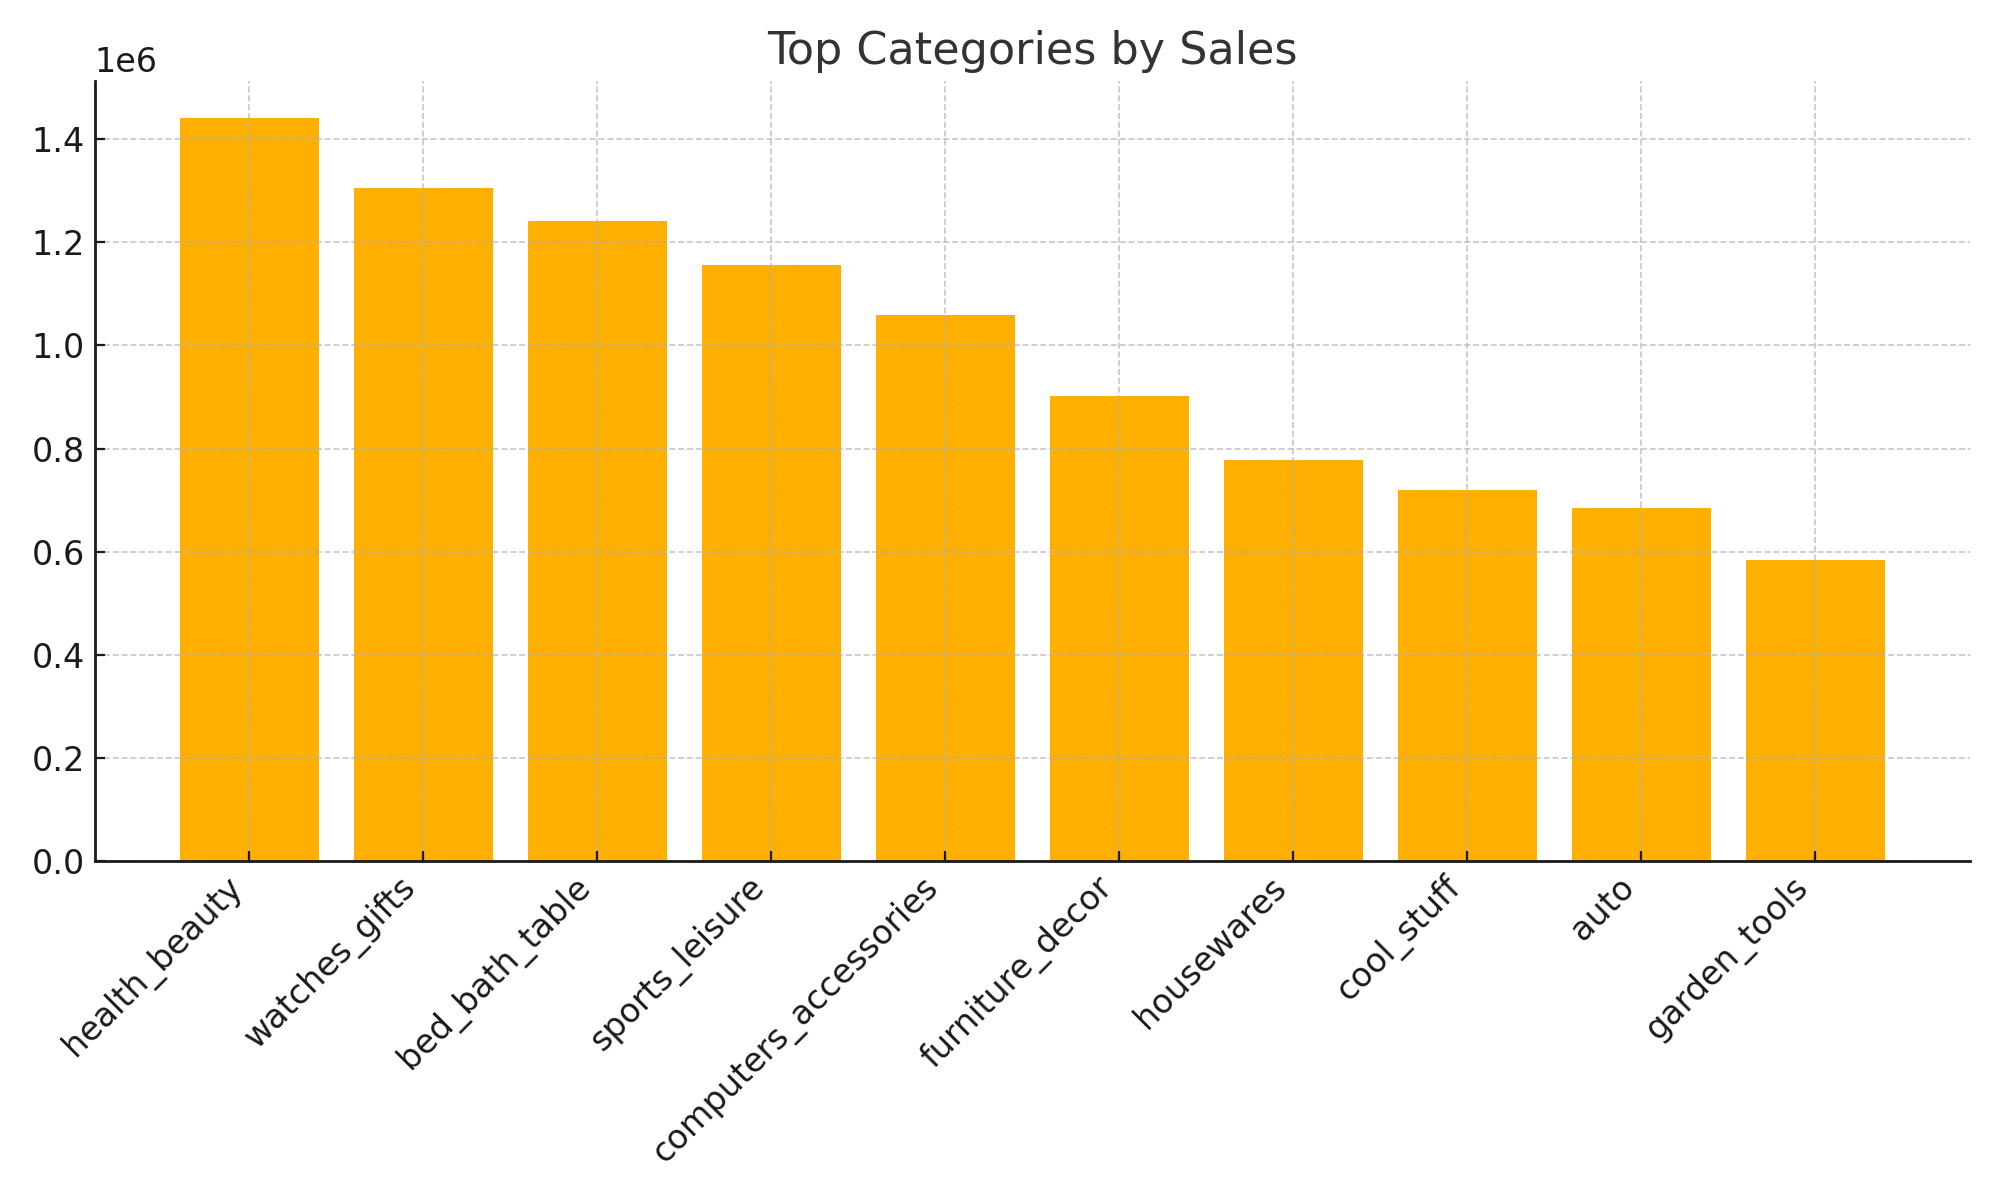 Top Categories by Sales
1e6
1.4
1.2
1.0
0.8
0.6
0.4
0.2
0.0
health_beauty
watches_gifts
bed_bath_table
sports_leisure
computers_accessories
furniture_decor
housewares
cool_stuff
auto
garden_tools